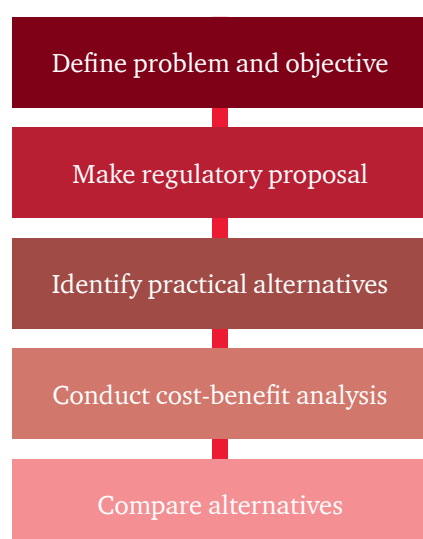 Define problem and objective
Make regulatory proposal
Identify practical alternatives
Conduct cost-benefit analysis
Compare alternatives